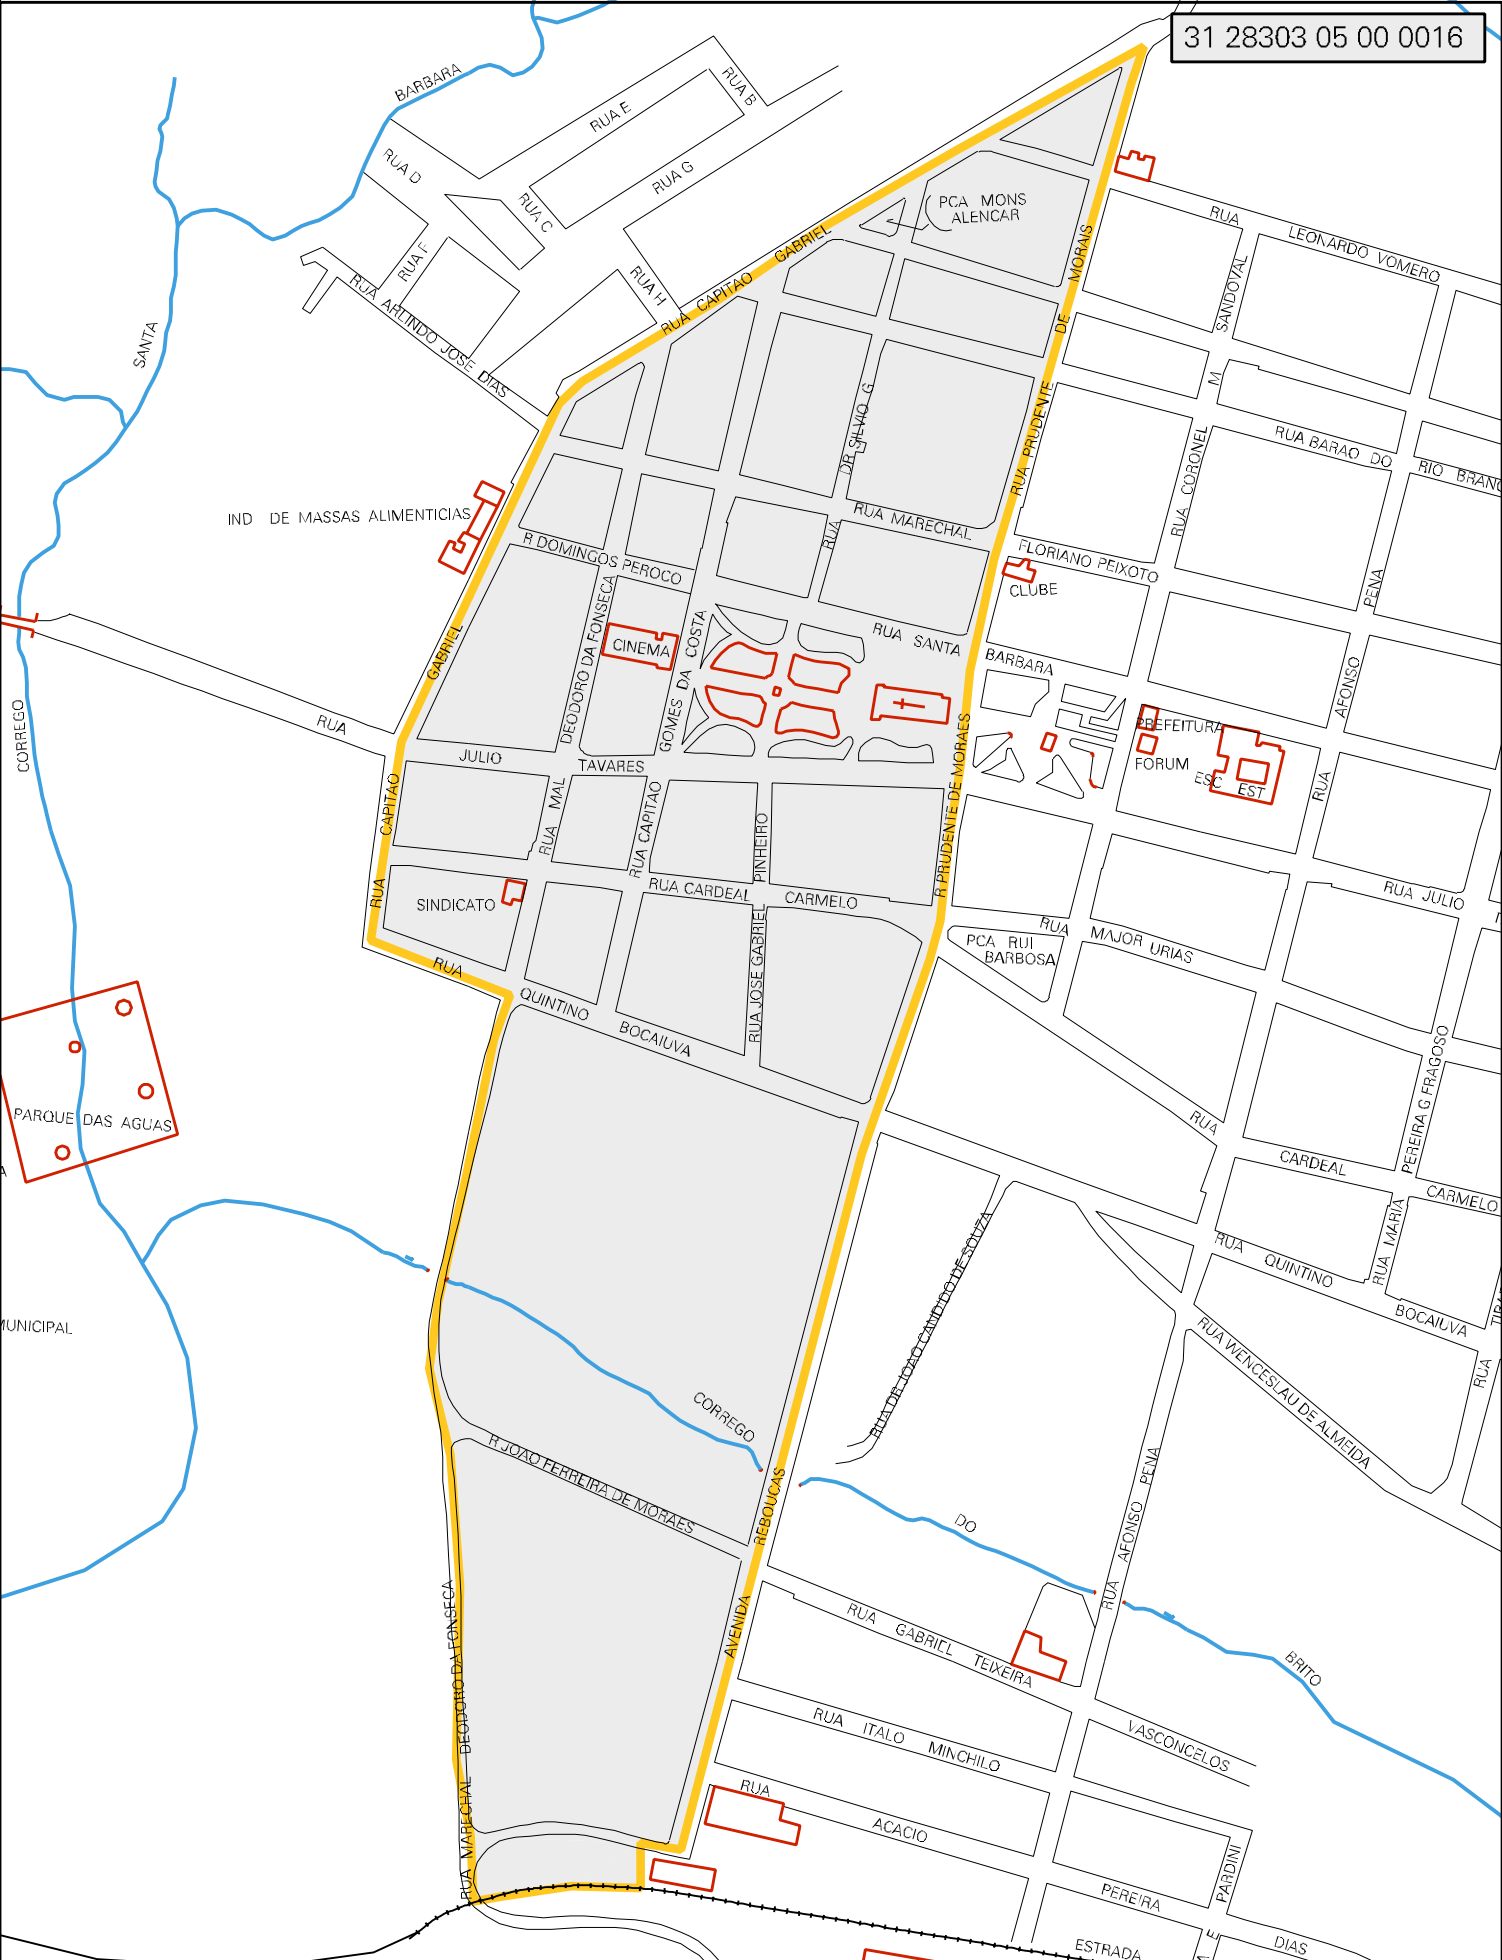 31 28303 05 00 0016
BARBARA
RUA B
RUA E
RUA D
RUA G
RUA C
PCA MONS
ALENCAR
RUA
LEONARDO VOMERO
RUA F
RUA H
RUA CAPITAO GABRIEL
RUA ARLINDO JOSE DIAS
SANTA
RUA PRUDENTE DE MORAIS
SANDOVAL
M
RUA CORONEL
DR SILVIO G
RUA
RUA BARAO DO
RIO BRANC
IND DE MASSAS ALIMENTICIAS
RUA MARECHAL
FLORIANO PEIXOTO
R DOMINGOS PEROCO
CLUBE
PENA
AFONSO
RUA
RUA SANTA
BARBARA
CINEMA
DEODORO DA FONSECA
RUA MAL
GOMES DA COSTA
RUA CAPITAO
GABRIEL
CAPITAO
RUA
CORREGO
RUA
JULIO
TAVARES
PREFEITURA
FORUM
ESC EST
R PRUDENTE DE MORAES
PINHEIRO
RUA JOSE GABRIEL
RUA CARDEAL
CARMELO
SINDICATO
RUA JULIO
RUA
MAJOR URIAS
PCA RUI
BARBOSA
RUA
QUINTINO
BOCAIUVA
PARQUE DAS AGUAS
PEREIRA G FRAGOSO
RUA MARIA
RUA
CARDEAL
CARMELO
RUA
QUINTINO
BOCAIUVA
RUA DR JOAO CANDIDO DE SOUZA
RUA WENCESLAU DE ALMEIDA
RUA
UNICIPAL
CORREGO
R JOAO FERREIRA DE MORAES
REBOUCAS
AVENIDA
DO
RUA AFONSO PENA
BRITO
RUA GABRIEL TEIXEIRA
VASCONCELOS
RUA MARECHAL DEODORO DA FONSECA
RUA ITALO MINCHILO
RUA
ACACIO
PEREIRA
PARDINI
E
DIAS
ESTRADA